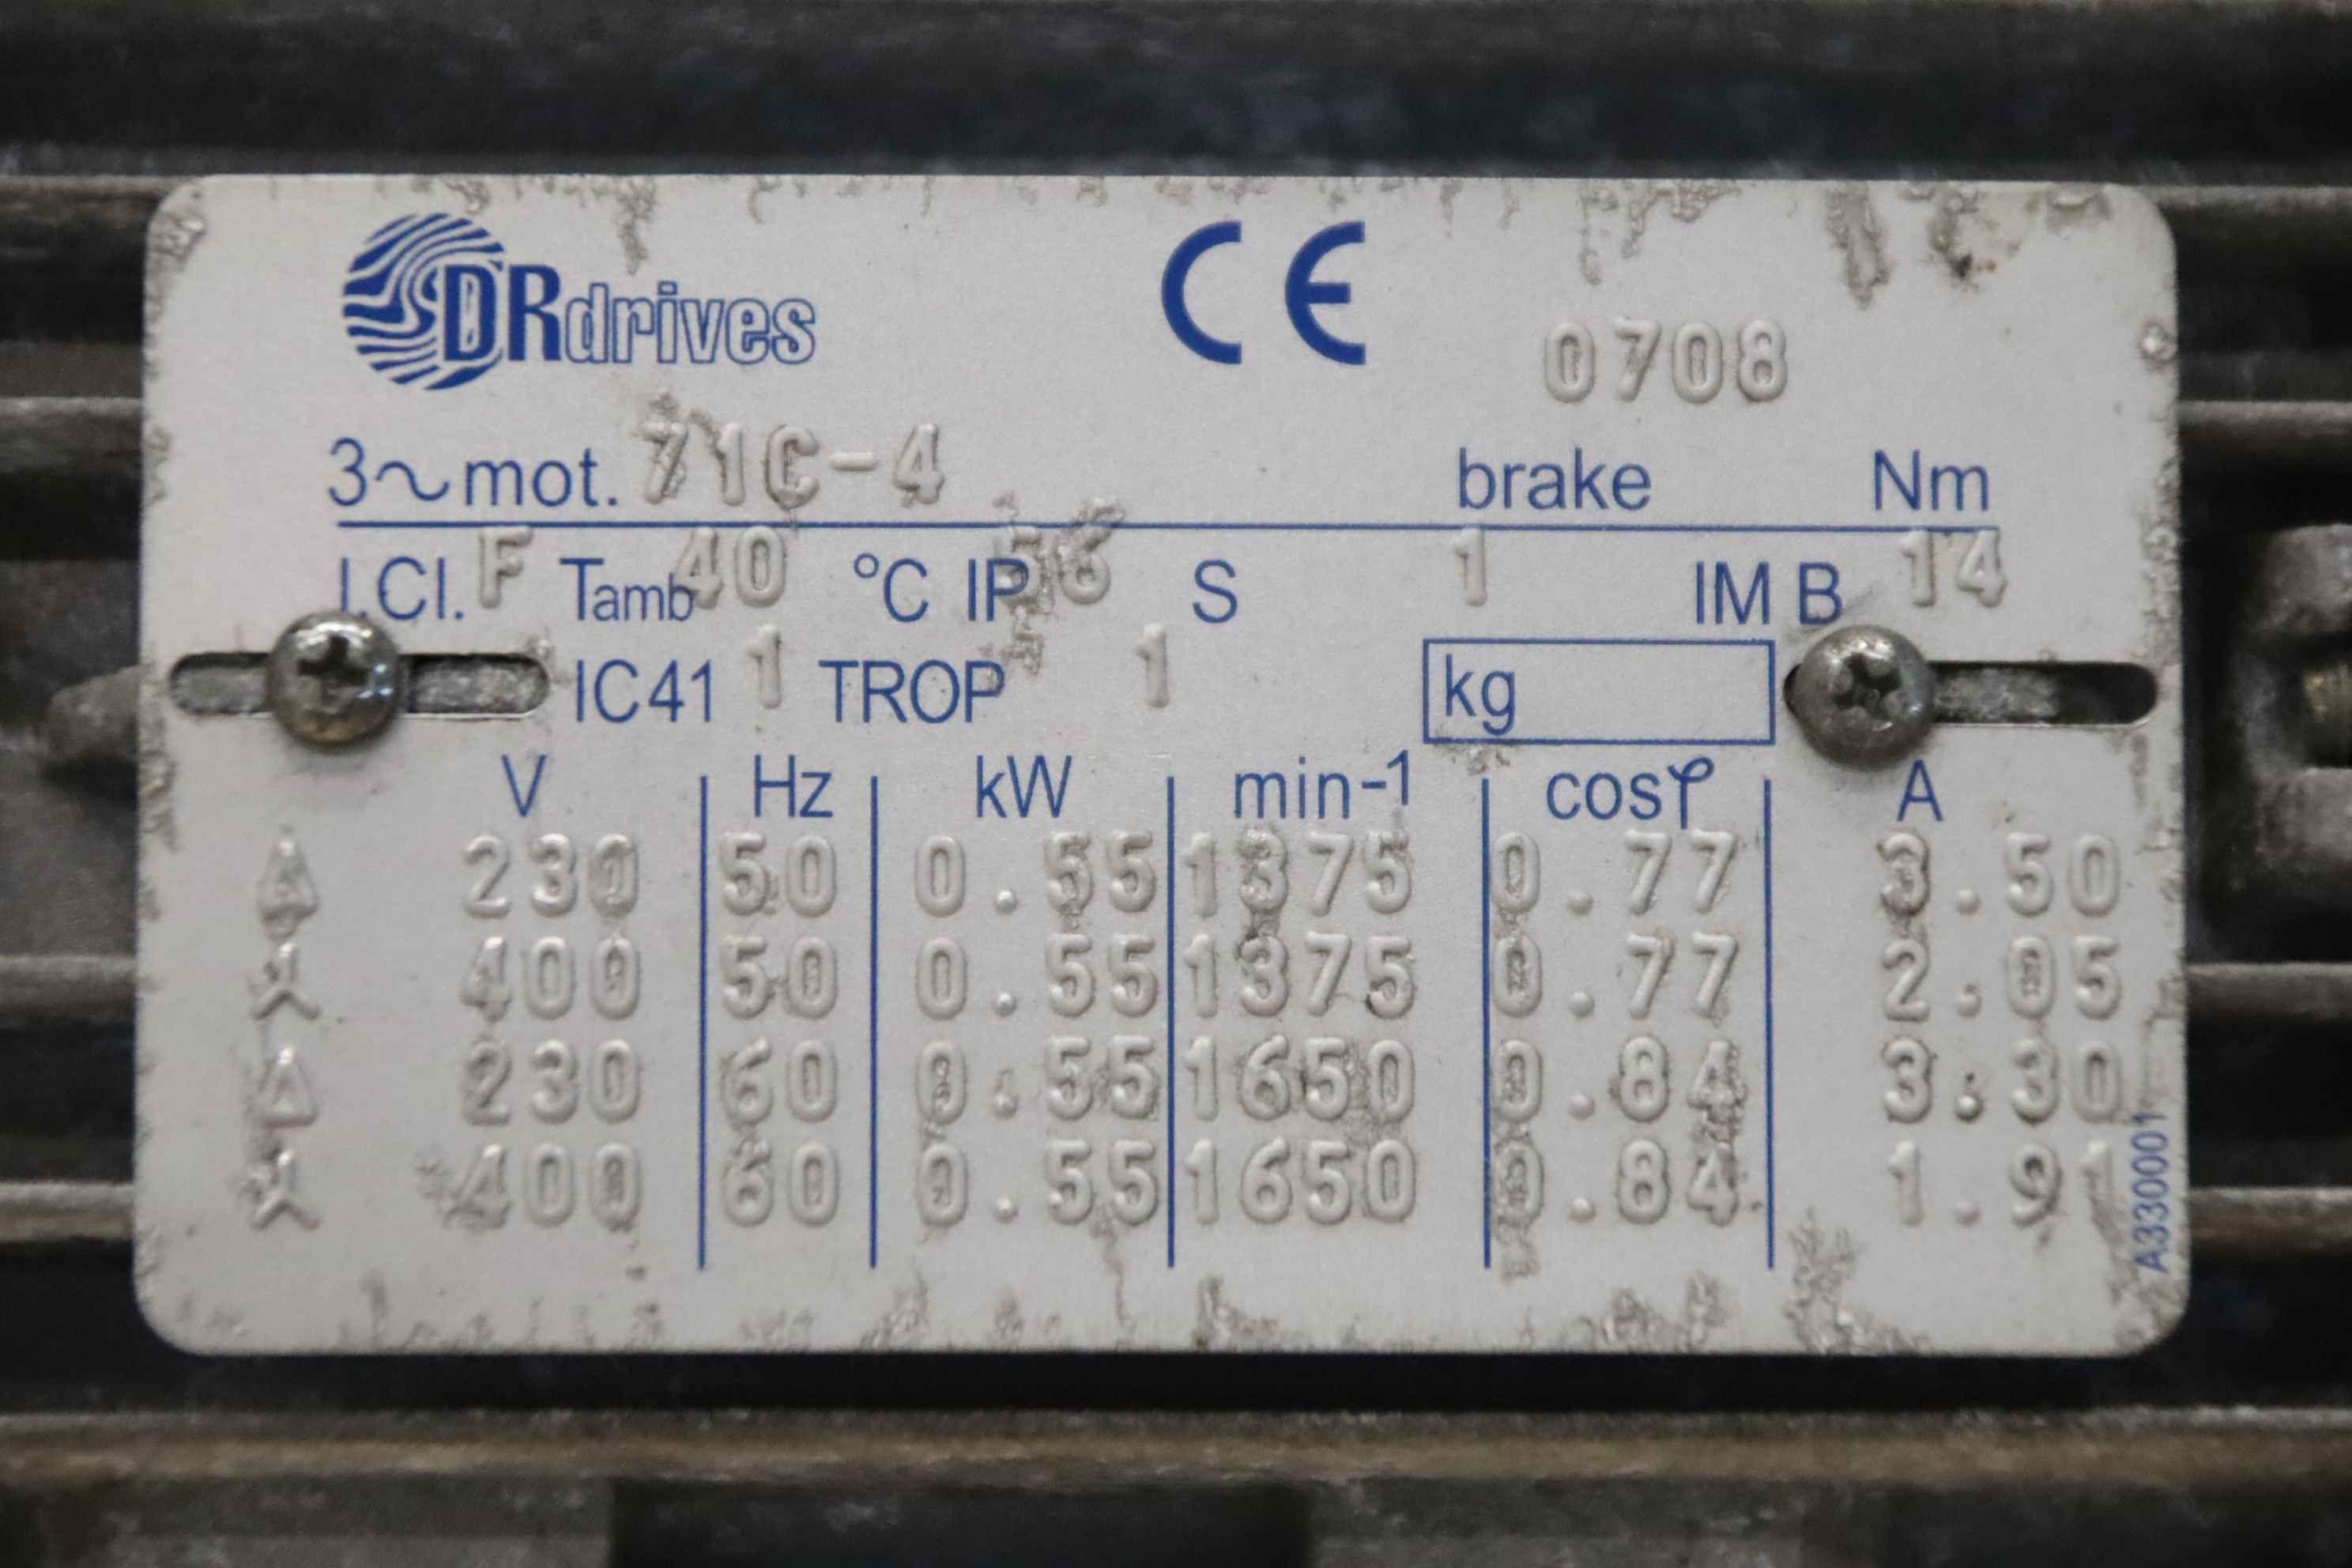 DRdrives CE
0708
3~mot. 71C-4 brake Nm
I.Cl. F Tamb 40 °C IP 56 S 1 IM B 14
IC41 1 TROP 1 kg
V Hz kW min-1 cosφ A
Δ 230 50 0.55 1375 0.77 3.50
Y 400 50 0.55 1375 0.77 2.05
Δ 230 60 0.55 1650 0.84 3.30
Y 400 60 0.55 1650 0.84 1.91
A330001